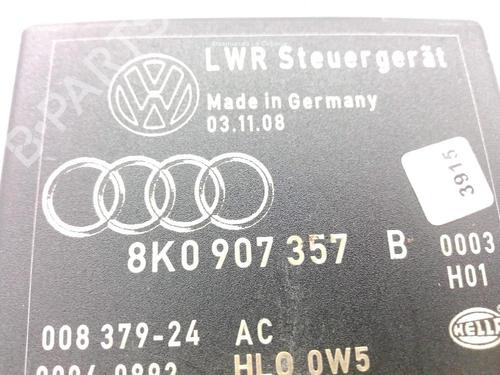 LWR Steuergerät
Made in Germany
03.11.08
3915
8K0 907 357 B 0003
H01
008 379-24 AC
HELLA
HLO 0W5
B-PARTS